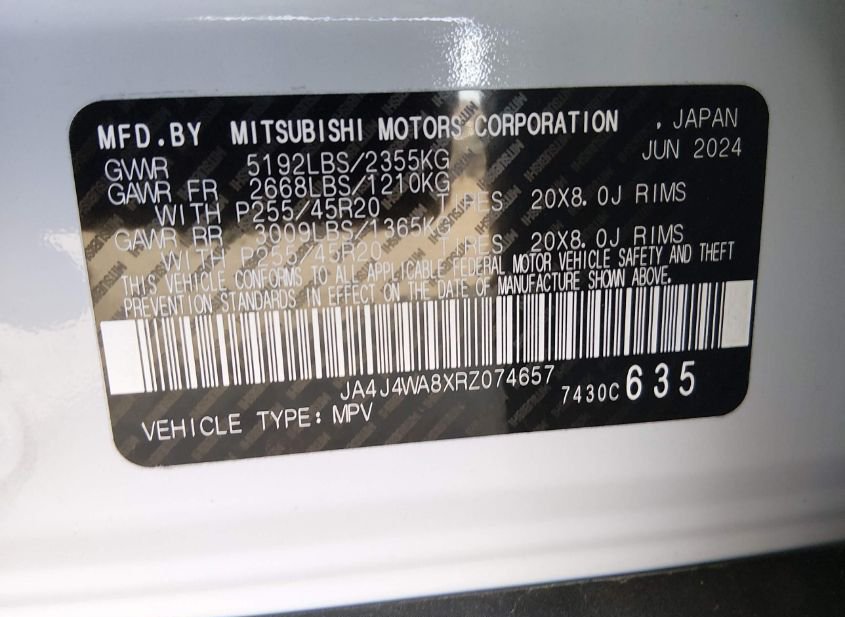 MFD.BY MITSUBISHI MOTORS CORPORATION . JAPAN
GVWR 5192LBS/2355KG JUN 2024
GAWR FR 2668LBS/1210KG
WITH P255/45R20 TIRES 20X8.0J RIMS
GAWR RR 3009LBS/1365KG
WITH P255/45R20 TIRES 20X8.0J RIMS
THIS VEHICLE CONFORMS TO ALL APPLICABLE FEDERAL MOTOR VEHICLE SAFETY AND THEFT
PREVENTION STANDARDS IN EFFECT ON THE DATE OF MANUFACTURE SHOWN ABOVE.
JA4J4WA8XRZ074657
7430C 635
VEHICLE TYPE: MPV